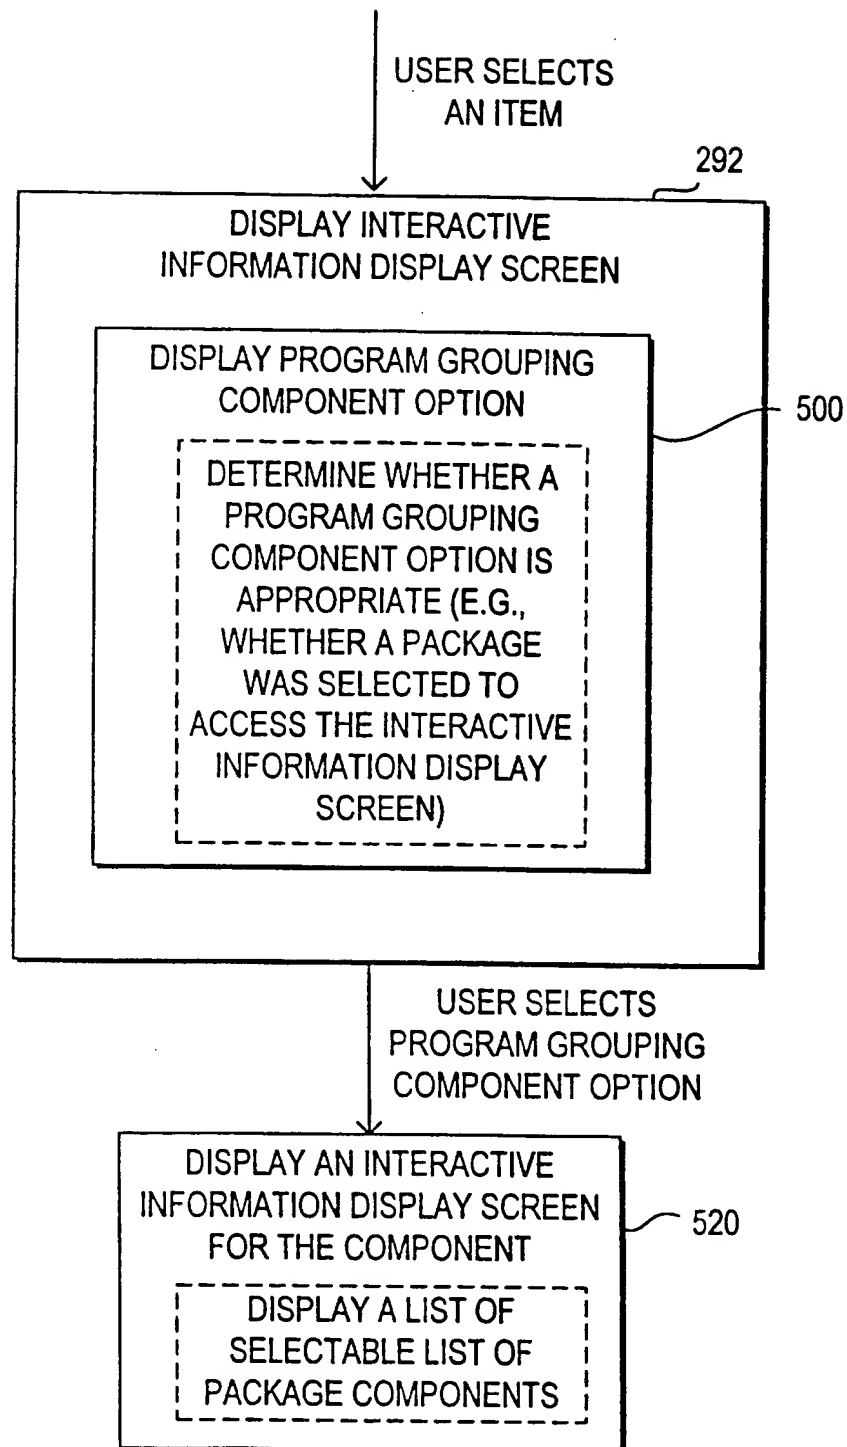 USER SELECTS
AN ITEM
292
DISPLAY INTERACTIVE
INFORMATION DISPLAY SCREEN
DISPLAY PROGRAM GROUPING
COMPONENT OPTION
500
DETERMINE WHETHER A
PROGRAM GROUPING
COMPONENT OPTION IS
APPROPRIATE (E.G.,
WHETHER A PACKAGE
WAS SELECTED TO
ACCESS THE INTERACTIVE
INFORMATION DISPLAY
SCREEN)
USER SELECTS
PROGRAM GROUPING
COMPONENT OPTION
DISPLAY AN INTERACTIVE
INFORMATION DISPLAY SCREEN
FOR THE COMPONENT
520
DISPLAY A LIST OF
SELECTABLE LIST OF
PACKAGE COMPONENTS